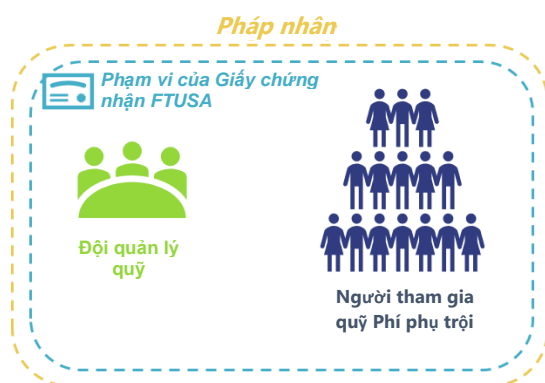 Pháp nhân
Phạm vi của Giấy chứng
nhận FTUSA
Đội quản lý
quỹ
Người tham gia
quỹ Phí phụ trội